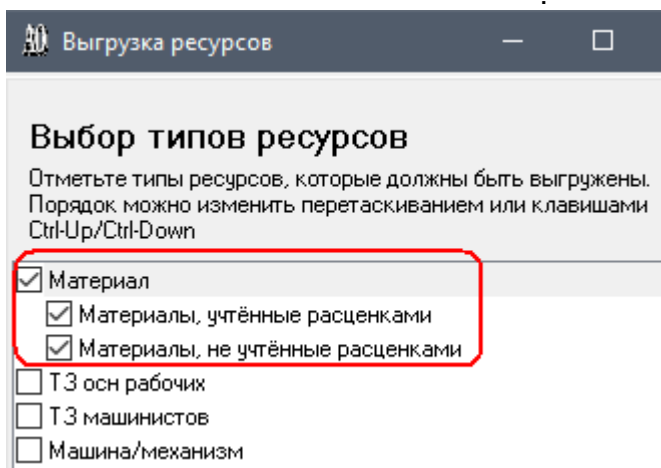 Выгрузка ресурсов
Выбор типов ресурсов
Отметьте типы ресурсов, которые должны быть выгружены.
Порядок можно изменить перетаскиванием или клавишами
Ctrl-Up/Ctrl-Down
Материал
Материалы, учтённые расценками
Материалы, не учтённые расценками
ТЗ осн рабочих
ТЗ машинистов
Машина/механизм